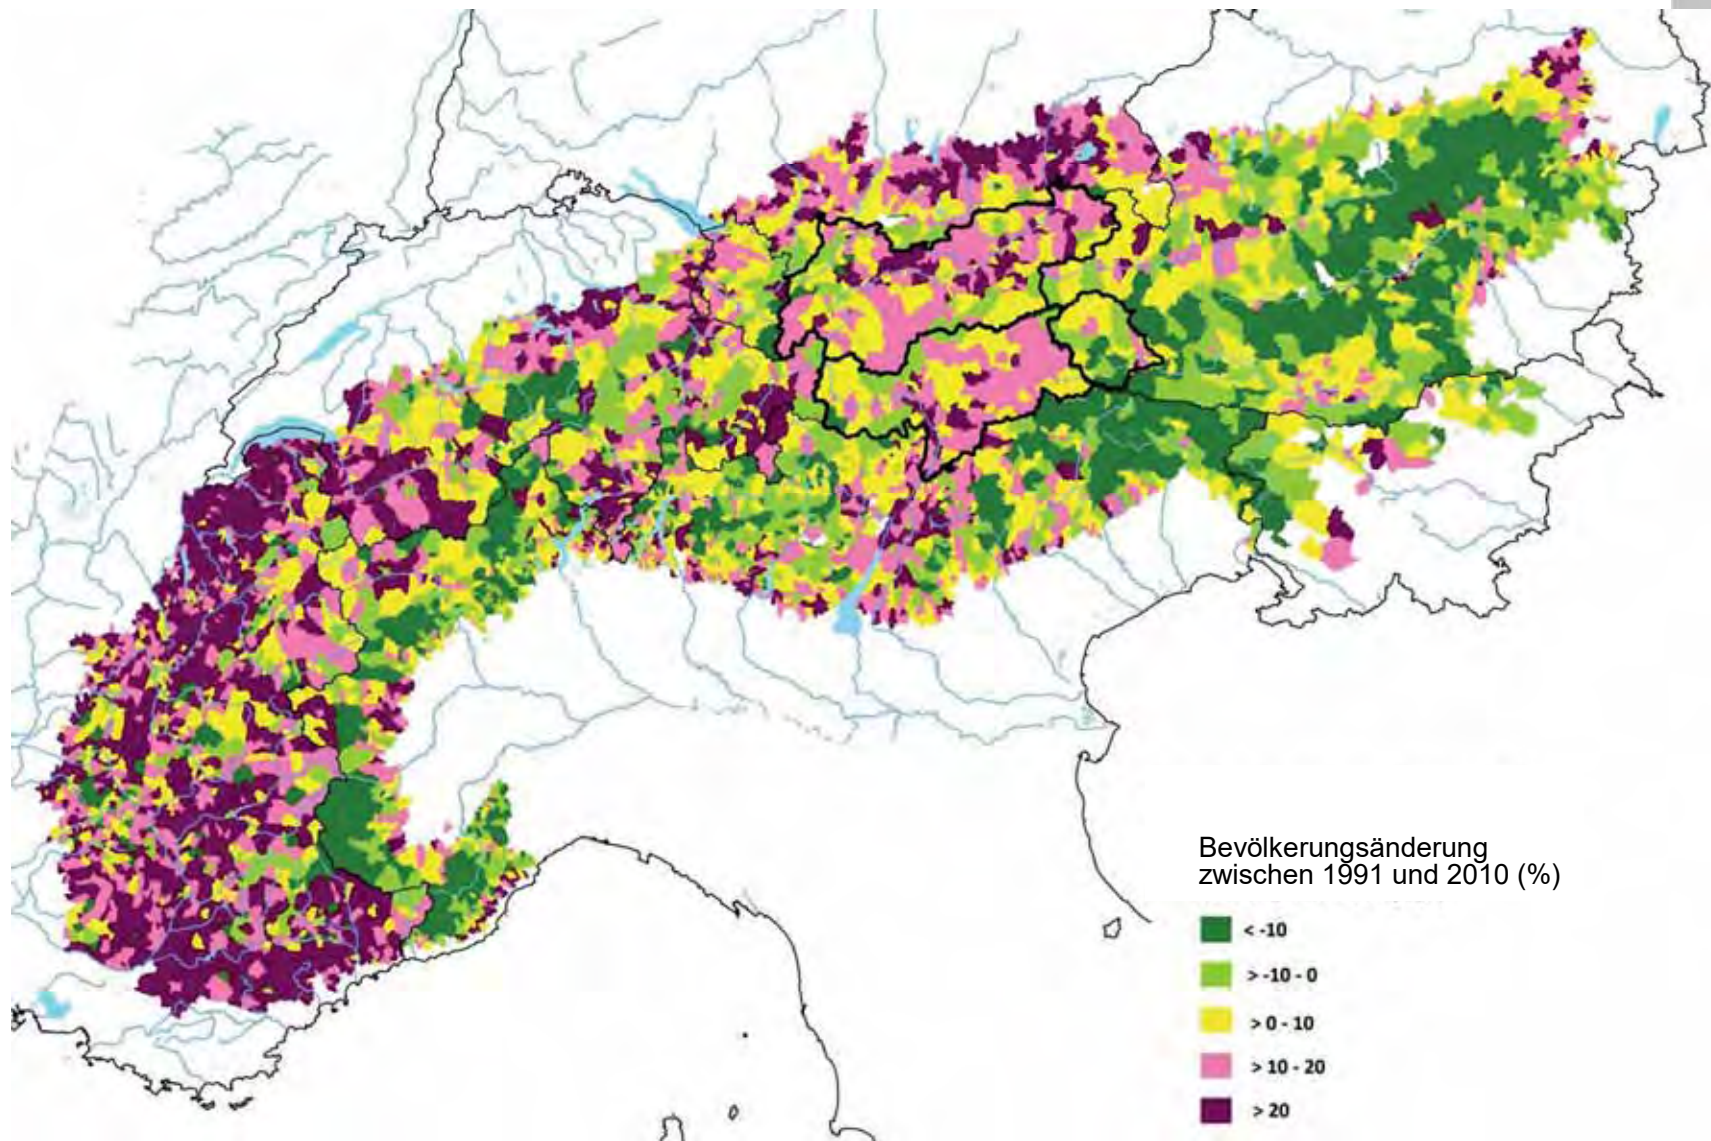 Bevölkerungsänderung
zwischen 1991 und 2010 (%)
< -10
> -10 - 0
> 0 - 10
> 10 - 20
> 20